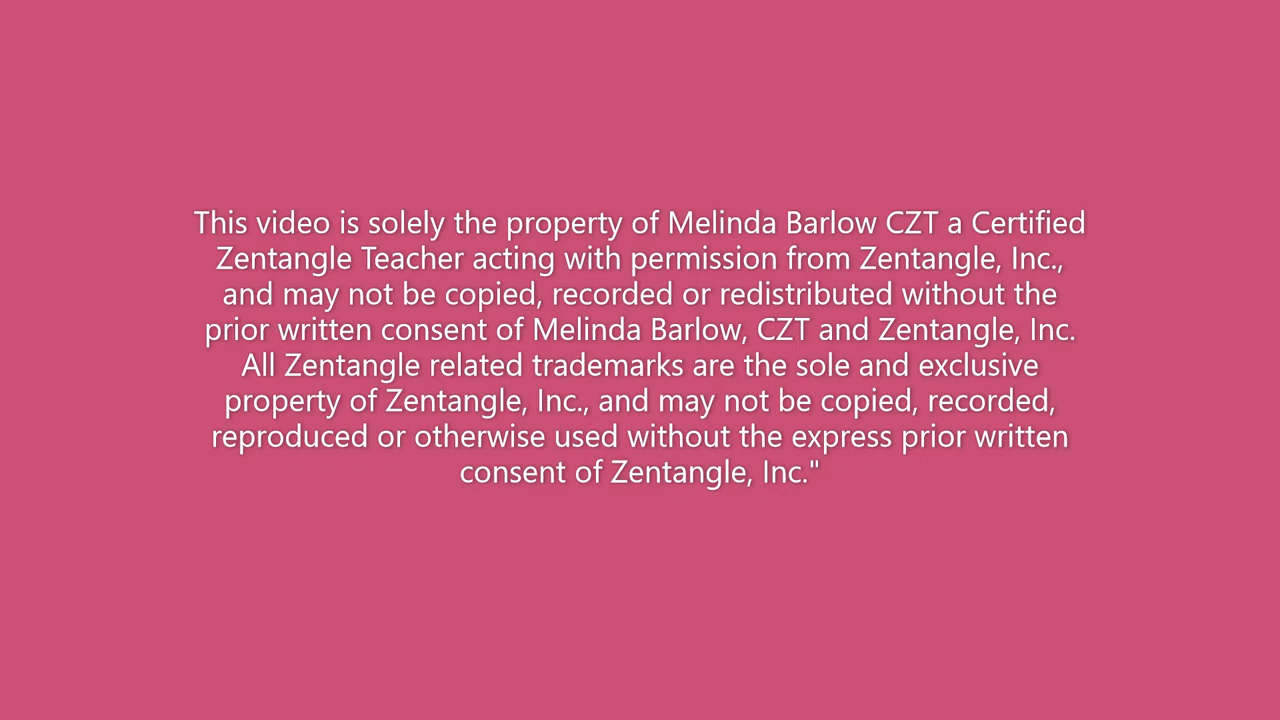 This video is solely the property of Melinda Barlow CZT a Certified
Zentangle Teacher acting with permission from Zentangle, Inc.,
and may not be copied, recorded or redistributed without the
prior written consent of Melinda Barlow, CZT and Zentangle, Inc.
All Zentangle related trademarks are the sole and exclusive
property of Zentangle, Inc., and may not be copied, recorded,
reproduced or otherwise used without the express prior written
consent of Zentangle, Inc."